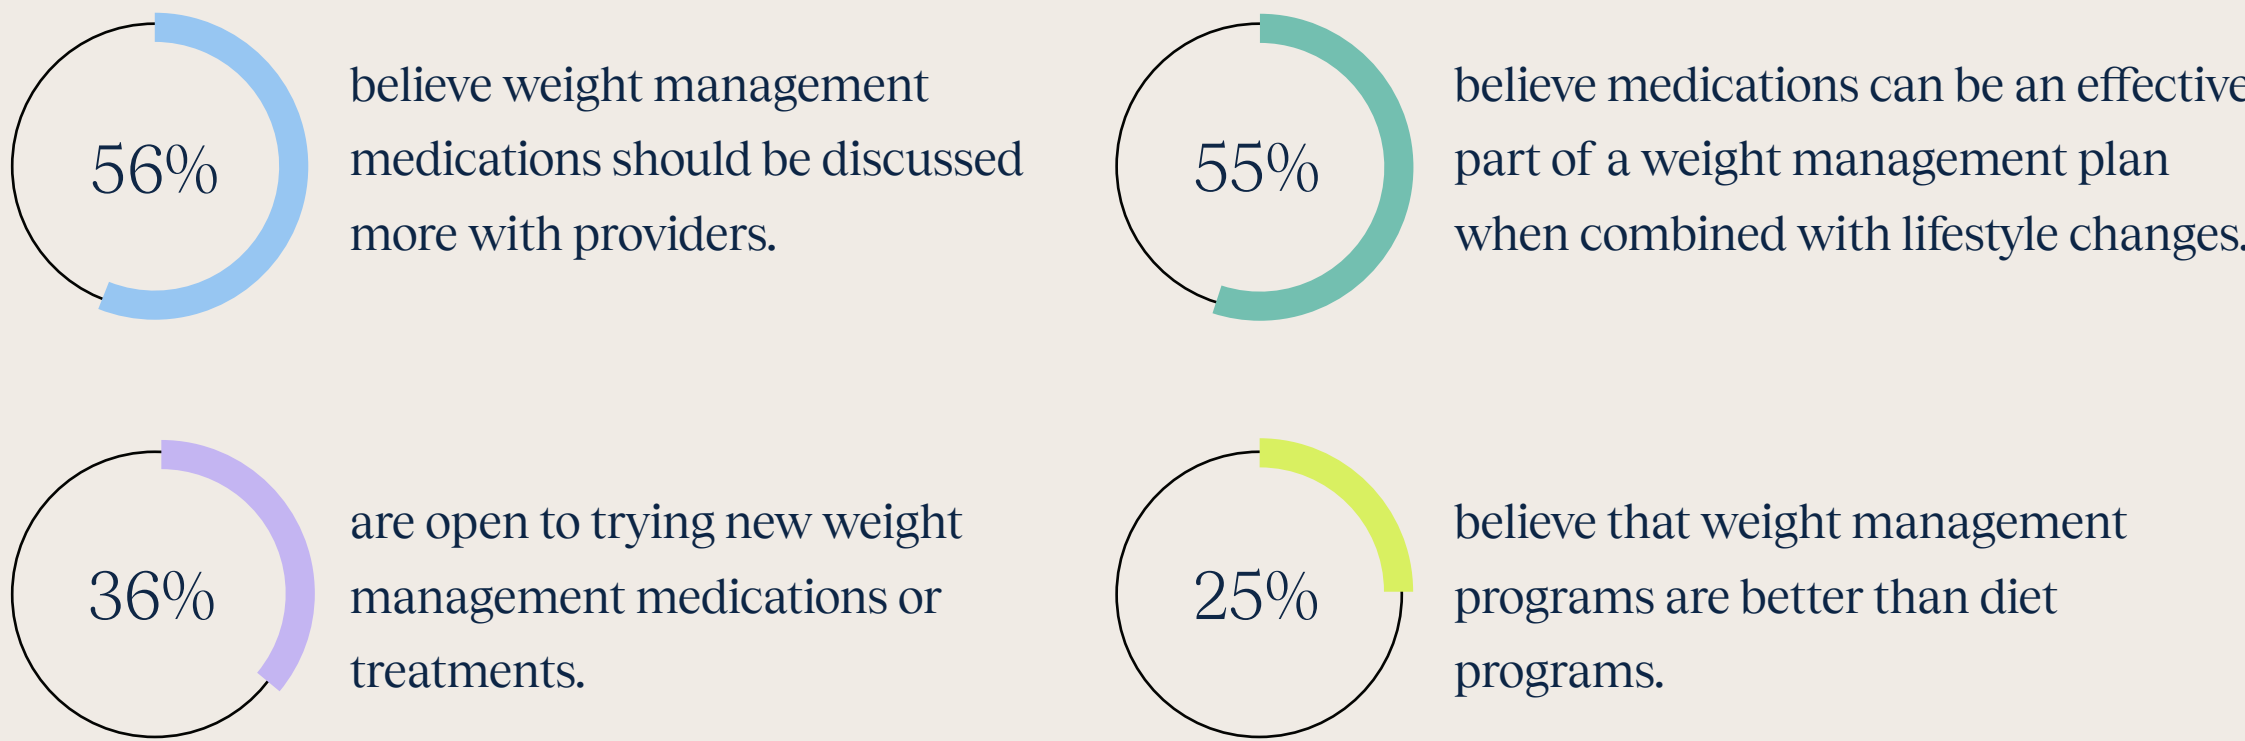 56%
believe weight management
medications should be discussed
more with providers.
55%
believe medications can be an effective
part of a weight management plan
when combined with lifestyle changes.
36%
are open to trying new weight
management medications or
treatments.
25%
believe that weight management
programs are better than diet
programs.